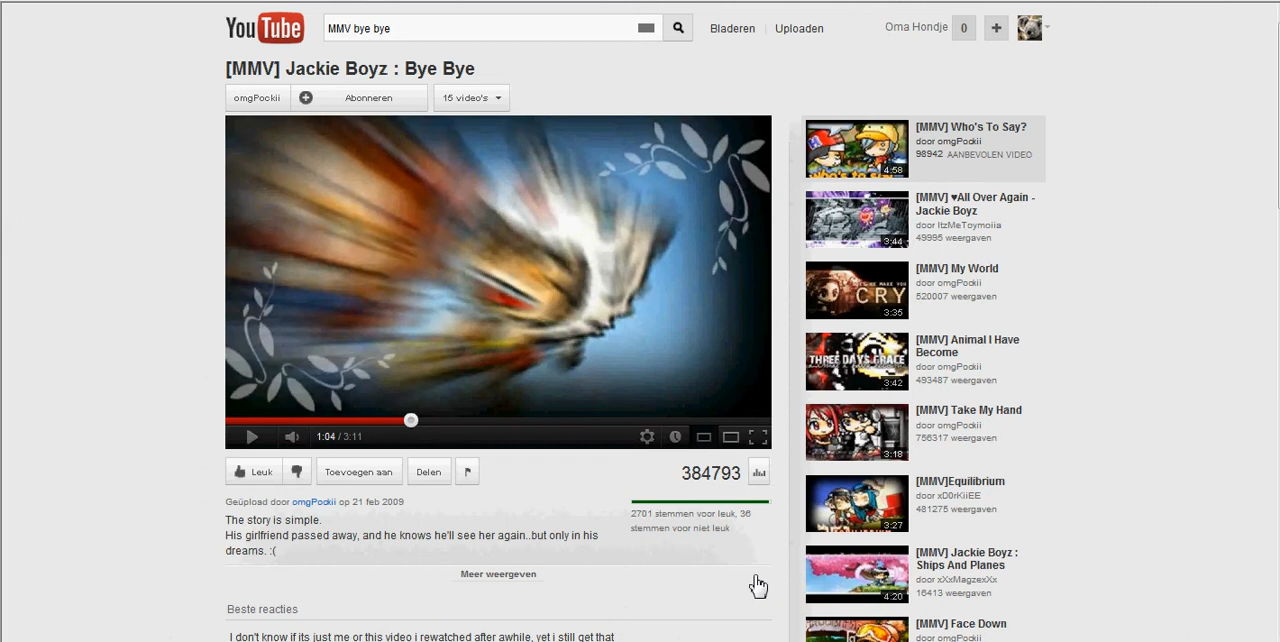 YouTube
MMV bye bye
Bladeren
Uploaden
Oma Hondje
0
[MMV] Jackie Boyz : Bye Bye
omgPockii
Abonneren
15 video's
1:04 / 3:11
Leuk
Toevoegen aan
Delen
384793
Geüpload door omgPockii op 21 feb 2009
2701 stemmen voor leuk, 36
stemmen voor niet leuk
The story is simple.
His girlfriend passed away, and he knows he'll see her again..but only in his
dreams. :(
Meer weergeven
Beste reacties
I don't know if its just me or this video i rewatched after awhile, yet i still get that
who's to say
4:58
[MMV] Who's To Say?
door omgPockii
98942 AANBEVOLEN VIDEO
3:44
[MMV] ♥All Over Again -
Jackie Boyz
door ItzMeToymoiia
49995 weergaven
CRY
3:35
[MMV] My World
door omgPockii
520007 weergaven
THREE DAYS GRACE
3:42
[MMV] Animal I Have
Become
door omgPockii
493487 weergaven
3:18
[MMV] Take My Hand
door omgPockii
756317 weergaven
3:27
[MMV]Equilibrium
door xD0rKiiEE
481275 weergaven
4:20
[MMV] Jackie Boyz :
Ships And Planes
door xXxMagzexXx
16413 weergaven
[MMV] Face Down
door omgPockii